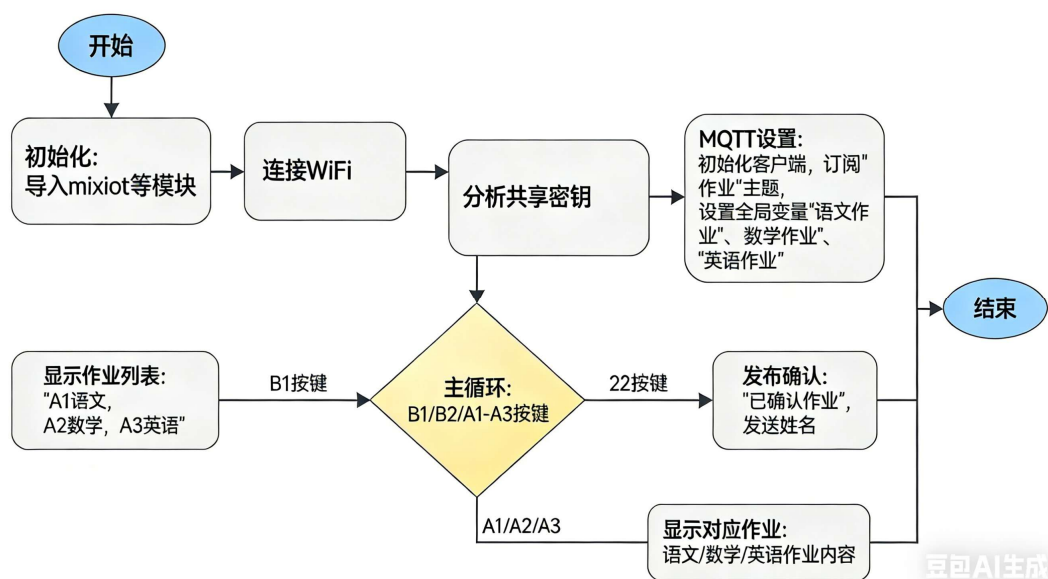 开始
初始化:
导入mixiot等模块
连接WiFi
分析共享密钥
MQTT设置:
初始化客户端，订阅"
作业"主题,
设置全局变量"语文作
业"、数学作业"、
"英语作业"
结束
显示作业列表:
"A1语文,
A2数学，A3英语"
B1按键
主循环:
B1/B2/A1-A3按键
22按键
发布确认:
"已确认作业",
发送姓名
A1/A2/A3
显示对应作业:
语文/数学/英语作业内容
豆包AI生成